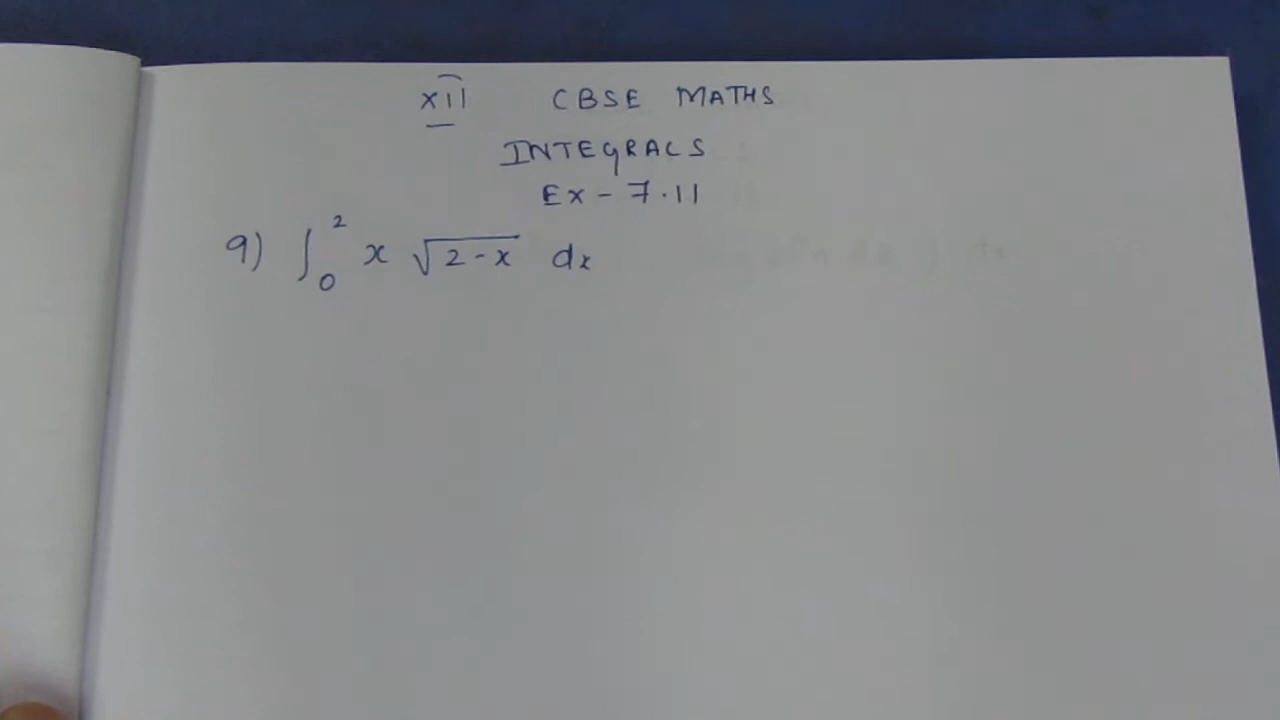 XII CBSE MATHS
INTEGRALS
Ex - 7.11
9) ∫₀² x √(2-x) dx